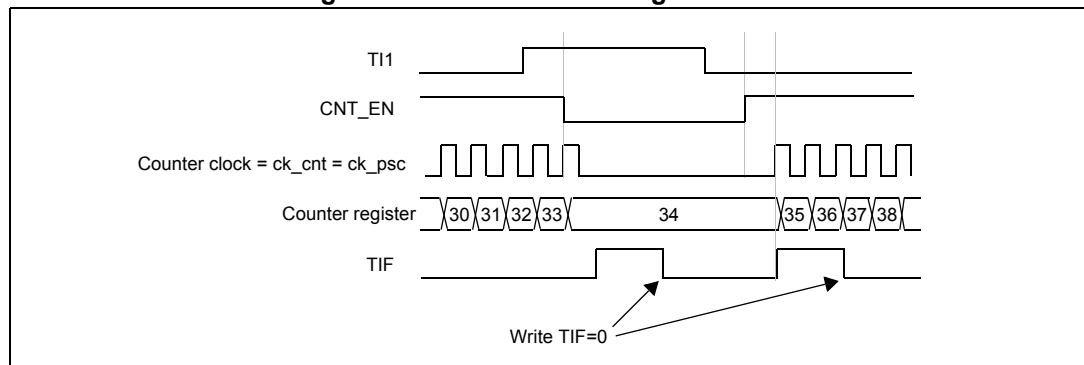 TI1
CNT_EN
Counter clock = ck_cnt = ck_psc
Counter register 30 31 32 33 34 35 36 37 38
TIF
Write TIF=0